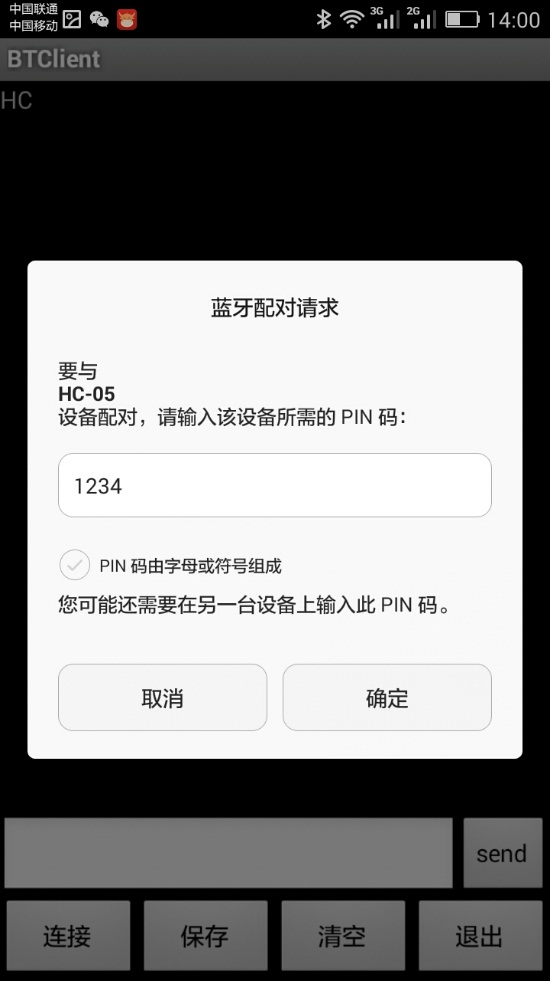 中国联通
中国移动
3G
2G
14:00
BTClient
HC
蓝牙配对请求
要与
HC-05
设备配对，请输入该设备所需的 PIN 码：
1234
PIN 码由字母或符号组成
您可能还需要在另一台设备上输入此 PIN 码。
取消
确定
send
连接
保存
清空
退出